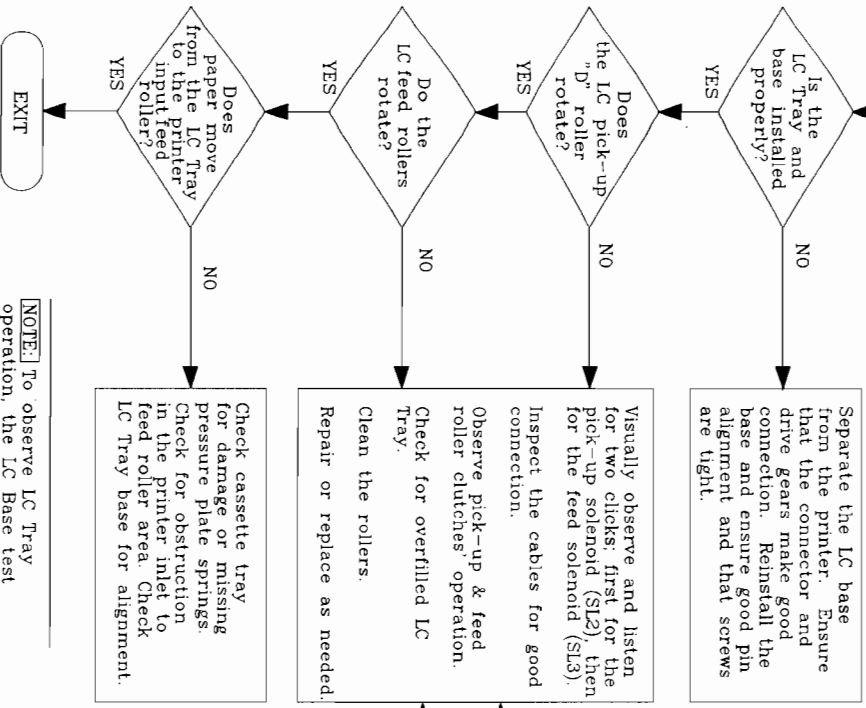 Is the
LC Tray and
base installed
properly?
YES
NO
Separate the LC base
from the printer. Ensure
that the connector and
drive gears make good
connection. Reinstall the
base and ensure good pin
alignment and that screws
are tight.
Does
the LC pick-up
"D" roller
rotate?
YES
NO
Visually observe and listen
for two clicks; first for the
pick-up solenoid (SL2), then
for the feed solenoid (SL3).
Inspect the cables for good
connection.
Observe pick-up & feed
roller clutches' operation.
Check for overfilled LC
Tray.
Clean the rollers.
Repair or replace as needed.
Do the
LC feed rollers
rotate?
YES
NO
Does
paper move
from the LC Tray
to the printer
input feed
roller?
YES
NO
Check cassette tray
for damage or missing
pressure plate springs.
Check for obstruction
in the printer inlet to
feed roller area. Check
LC Tray base for alignment.
EXIT
NOTE: To observe LC Tray
operation, the LC Base test